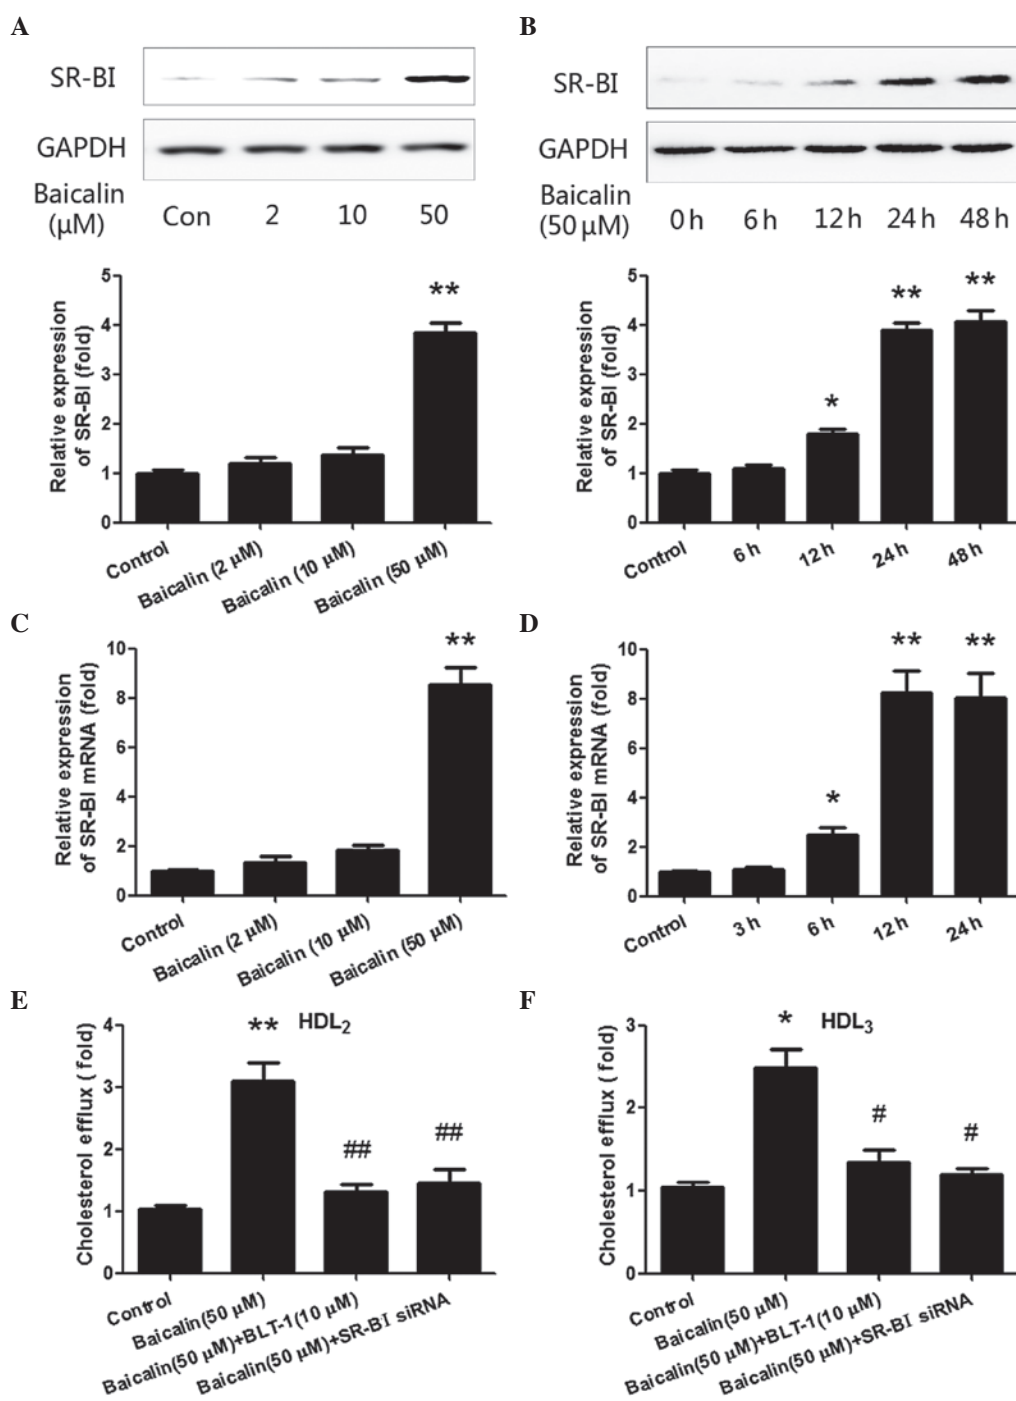 A
SR-BI
GAPDH
Baicalin
(μM)
Con 2 10 50
Relative expression
of SR-BI (fold)
5
4
3
2
1
0
**
Control
Baicalin (2 μM)
Baicalin (10 μM)
Baicalin (50 μM)
B
SR-BI
GAPDH
Baicalin
(50 μM)
0 h 6 h 12 h 24 h 48 h
Relative expression
of SR-BI (fold)
5
4
3
2
1
0
*
**
**
Control
6 h
12 h
24 h
48 h
C
Relative expression
of SR-BI mRNA (fold)
10
8
6
4
2
0
**
Control
Baicalin (2 μM)
Baicalin (10 μM)
Baicalin (50 μM)
D
Relative expression
of SR-BI mRNA (fold)
10
8
6
4
2
0
*
**
**
Control
3 h
6 h
12 h
24 h
E
HDL2
Cholesterol efflux ( fold)
4
3
2
1
0
**
##
##
Control
Baicalin(50 μM)
Baicalin(50 μM)+BLT-1(10 μM)
Baicalin(50 μM)+SR-BI siRNA
F
HDL3
Cholesterol efflux ( fold)
3
2
1
0
*
#
#
Control
Baicalin(50 μM)
Baicalin(50 μM)+BLT-1(10 μM)
Baicalin(50 μM)+SR-BI siRNA